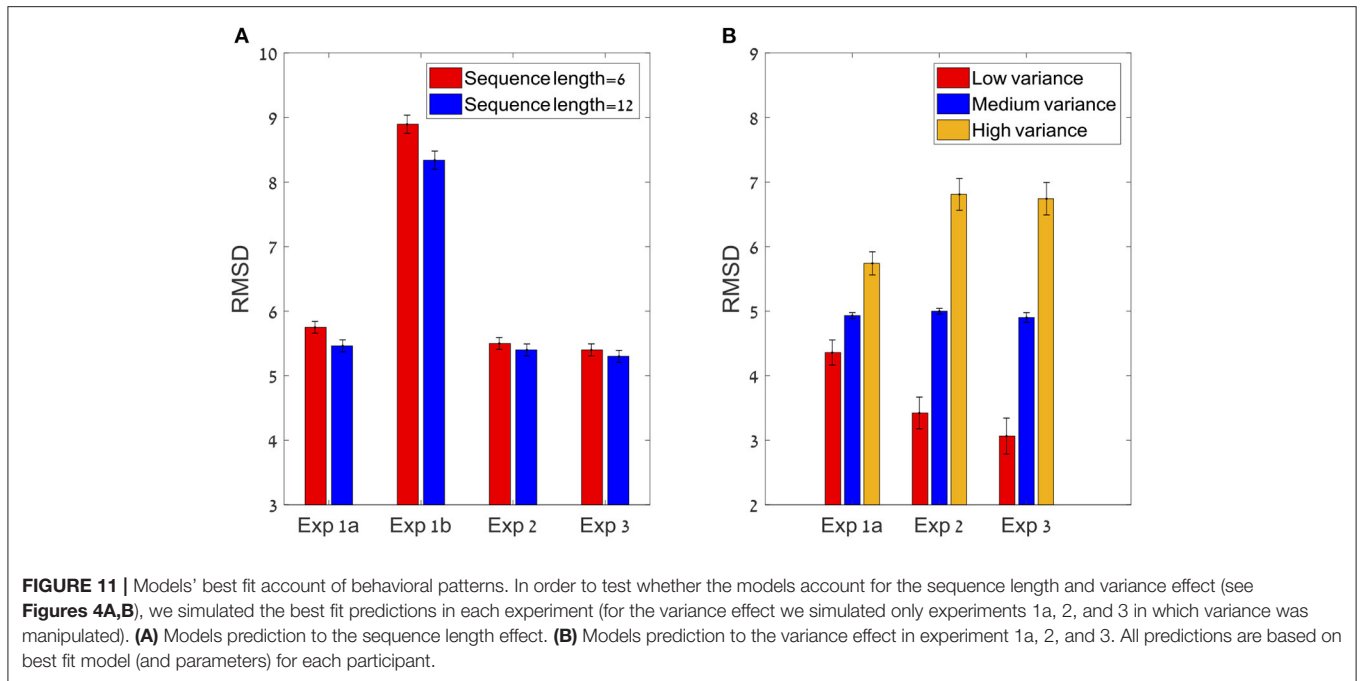 A
10
9
8
7
6
5
4
3
RMSD
Sequence length=6
Sequence length=12
Exp 1a
Exp 1b
Exp 2
Exp 3
B
9
8
7
6
5
4
3
2
RMSD
Low variance
Medium variance
High variance
Exp 1a
Exp 2
Exp 3
FIGURE 11 | Models' best fit account of behavioral patterns. In order to test whether the models account for the sequence length and variance effect (see
Figures 4A,B), we simulated the best fit predictions in each experiment (for the variance effect we simulated only experiments 1a, 2, and 3 in which variance was
manipulated). (A) Models prediction to the sequence length effect. (B) Models prediction to the variance effect in experiment 1a, 2, and 3. All predictions are based on
best fit model (and parameters) for each participant.